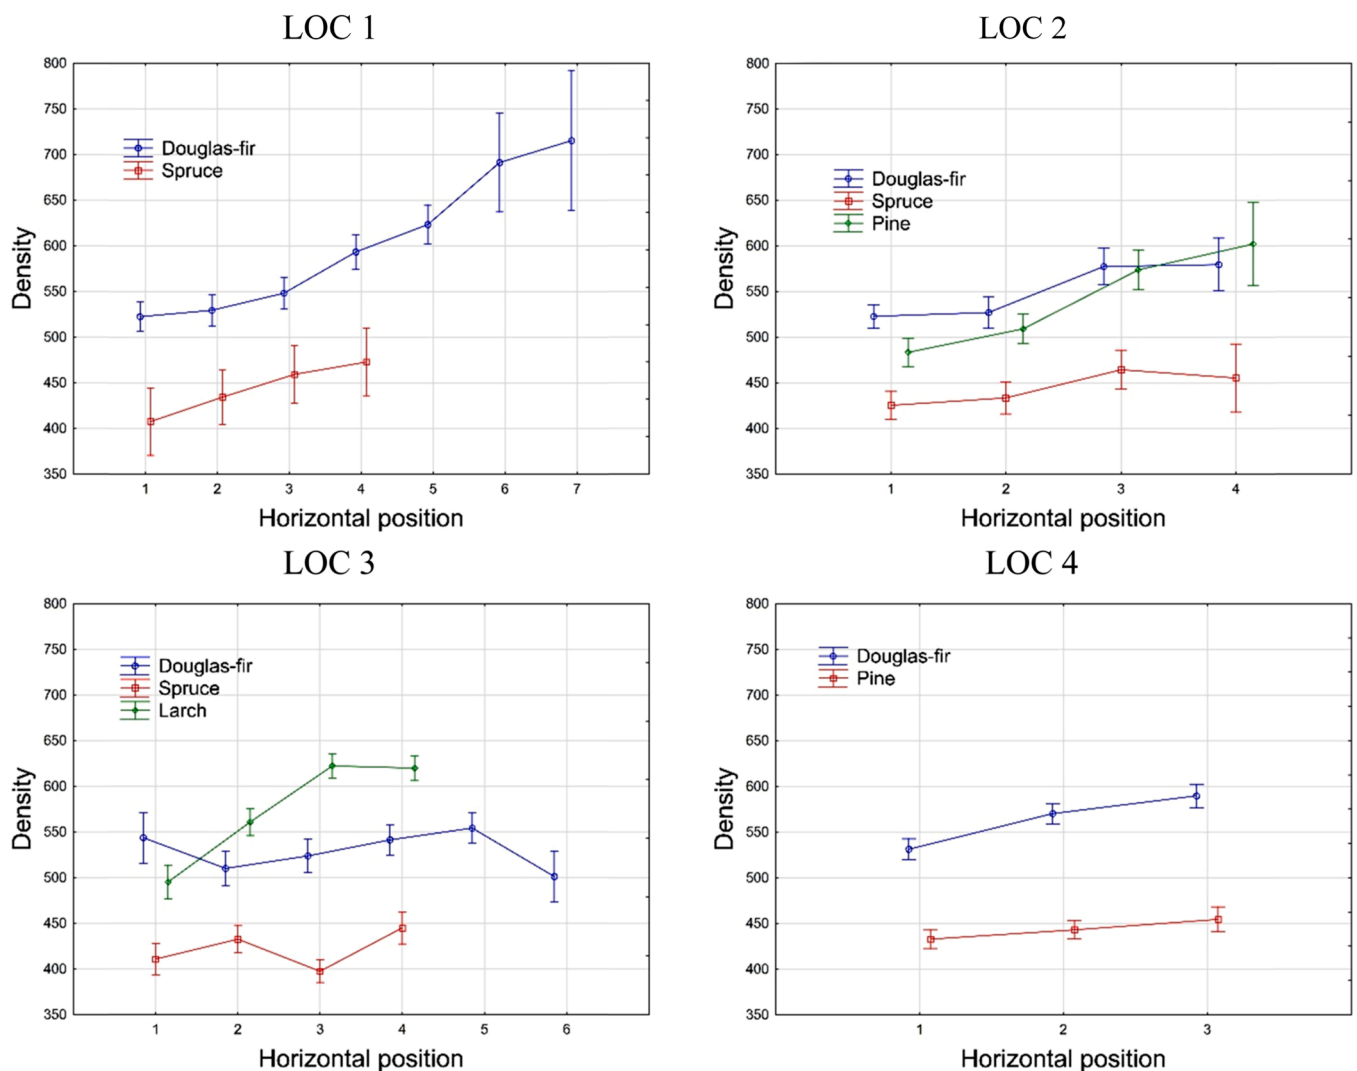 LOC 1
800
750
700
650
600
550
500
450
400
350
Density
Douglas-fir
Spruce
1 2 3 4 5 6 7
Horizontal position
LOC 2
800
750
700
650
600
550
500
450
400
350
Density
Douglas-fir
Spruce
Pine
1 2 3 4
Horizontal position
LOC 3
800
750
700
650
600
550
500
450
400
350
Density
Douglas-fir
Spruce
Larch
1 2 3 4 5 6
Horizontal position
LOC 4
800
750
700
650
600
550
500
450
400
350
Density
Douglas-fir
Pine
1 2 3
Horizontal position